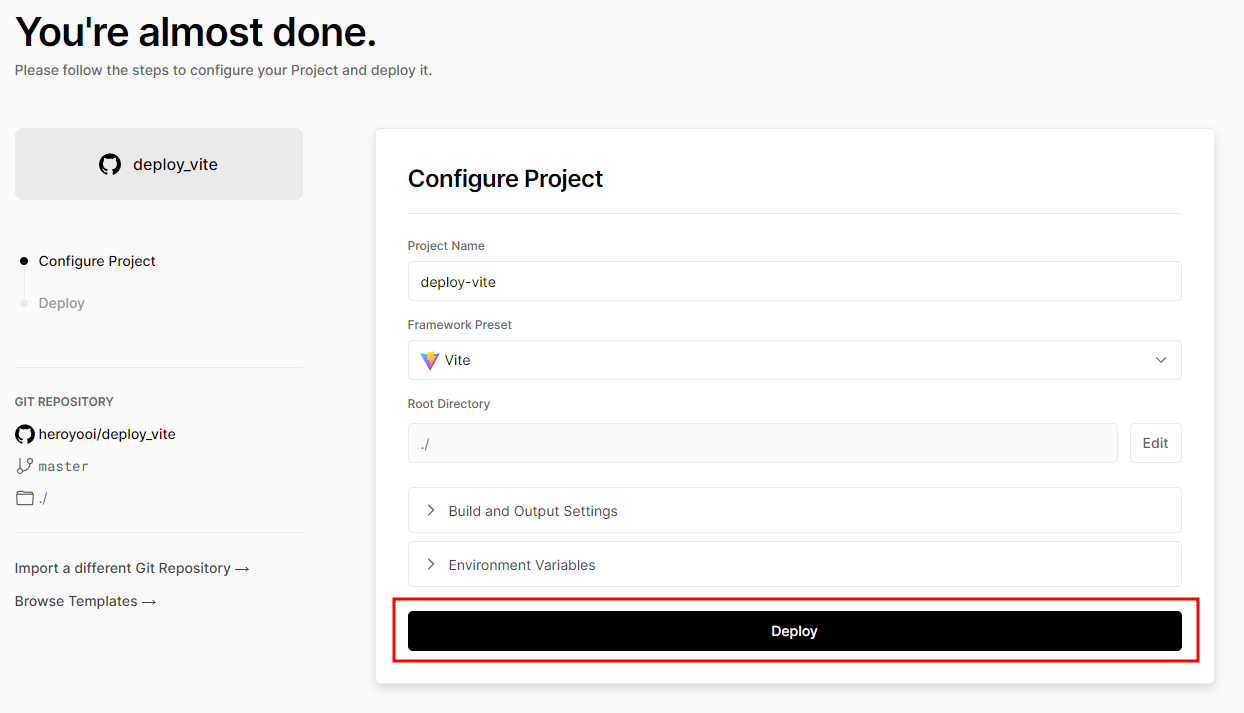 You're almost done.
Please follow the steps to configure your Project and deploy it.
deploy_vite
Configure Project
Deploy
GIT REPOSITORY
heroyooi/deploy_vite
master
./
Import a different Git Repository →
Browse Templates →
Configure Project
Project Name
deploy-vite
Framework Preset
Vite
Root Directory
./
Edit
Build and Output Settings
Environment Variables
Deploy